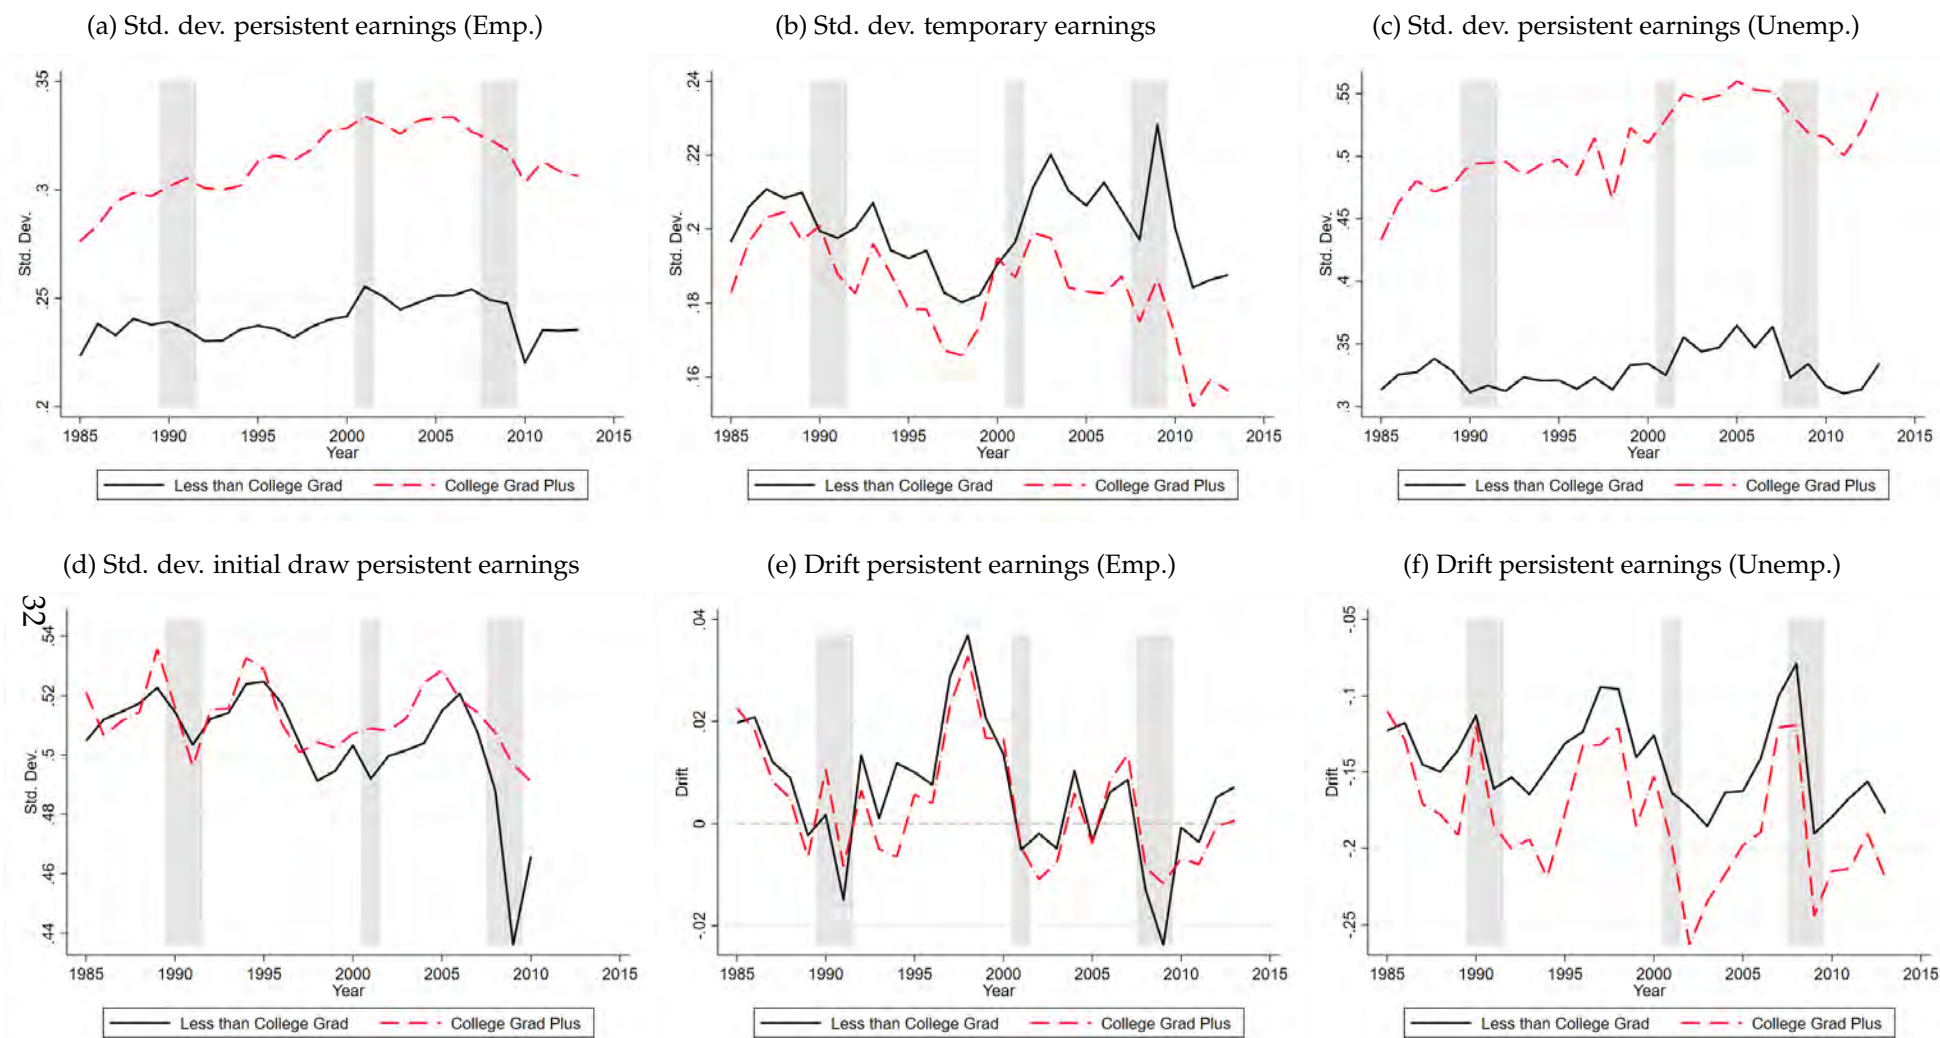 (a) Std. dev. persistent earnings (Emp.)
.35
.3
.25
.2
Std. Dev.
1985 1990 1995 2000 2005 2010 2015
Year
Less than College Grad College Grad Plus
(b) Std. dev. temporary earnings
.24
.22
.2
.18
.16
Std. Dev.
1985 1990 1995 2000 2005 2010 2015
Year
Less than College Grad College Grad Plus
(c) Std. dev. persistent earnings (Unemp.)
.55
.5
.45
.4
.35
.3
Std. Dev.
1985 1990 1995 2000 2005 2010 2015
Year
Less than College Grad College Grad Plus
(d) Std. dev. initial draw persistent earnings
32
.54
.52
.5
.48
.46
.44
Std. Dev.
1985 1990 1995 2000 2005 2010 2015
Year
Less than College Grad College Grad Plus
(e) Drift persistent earnings (Emp.)
.04
.02
0
-.02
Drift
1985 1990 1995 2000 2005 2010 2015
Year
Less than College Grad College Grad Plus
(f) Drift persistent earnings (Unemp.)
-.05
-.1
-.15
-.2
-.25
Drift
1985 1990 1995 2000 2005 2010 2015
Year
Less than College Grad College Grad Plus